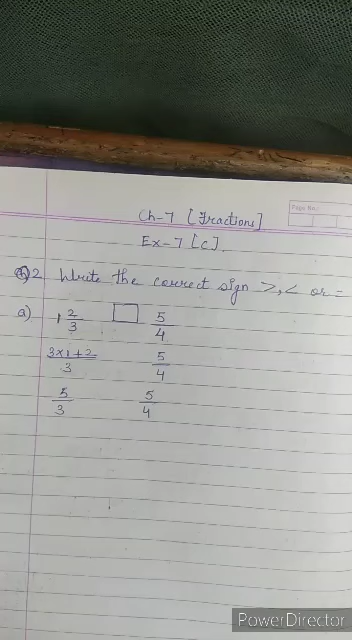 Page No.:
Ch-7 [Fractions]
Ex-7 [C].
Q2 Write the correct sign >, < or =
a) 1 2/3 □ 5/4
3×1+2/3 5/4
5/3 5/4
PowerDirector